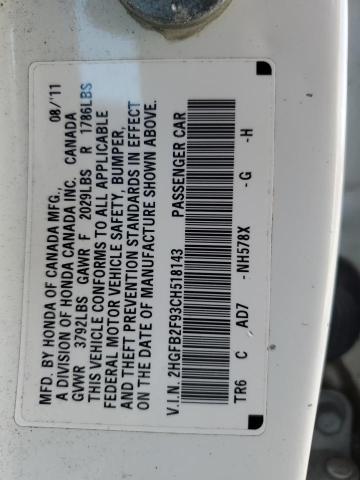 MFD. BY HONDA OF CANADA MFG., 08/'11
A DIVISION OF HONDA CANADA INC. CANADA
GVWR 3792LBS GAWR F 2029LBS R 1786LBS
THIS VEHICLE CONFORMS TO ALL APPLICABLE
FEDERAL MOTOR VEHICLE SAFETY, BUMPER,
AND THEFT PREVENTION STANDARDS IN EFFECT
ON THE DATE OF MANUFACTURE SHOWN ABOVE.
V.I.N. 2HGFB2F93CH518143 PASSENGER CAR
TR6 C AD7 -NH578X -G -H